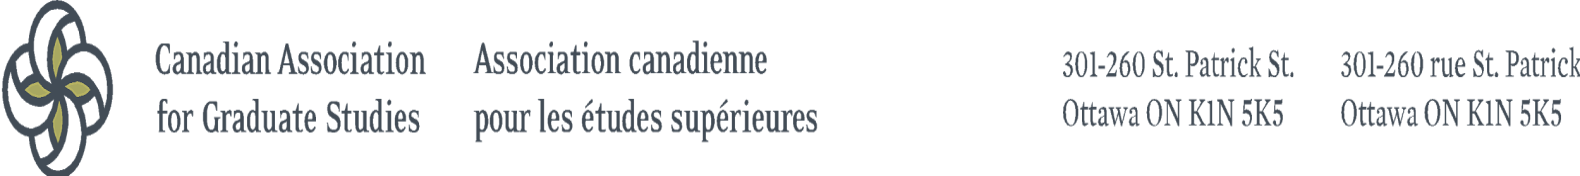 Canadian Association
for Graduate Studies
Association canadienne
pour les études supérieures
301-260 St. Patrick St.
Ottawa ON K1N 5K5
301-260 rue St. Patrick
Ottawa ON K1N 5K5